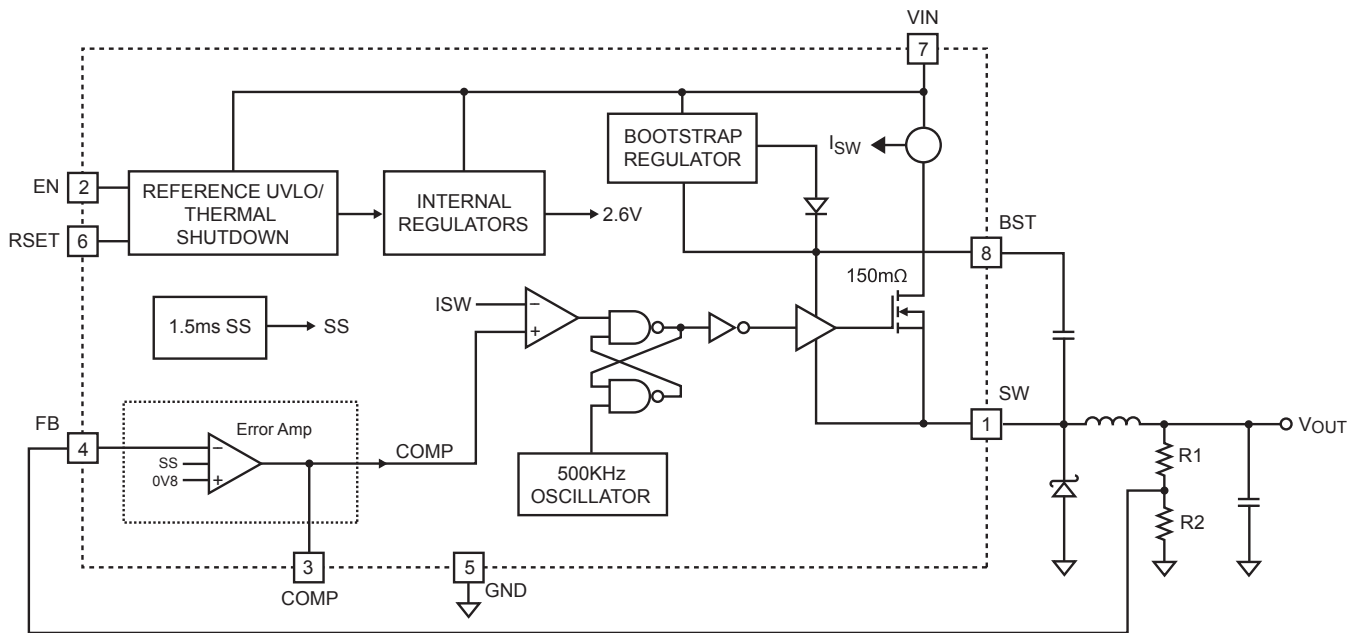 VIN
7
BOOTSTRAP
REGULATOR
ISW
EN
2
REFERENCE UVLO/
THERMAL
SHUTDOWN
INTERNAL
REGULATORS
2.6V
RSET
6
BST
8
150mΩ
1.5ms SS
SS
ISW
−
+
SW
1
FB
4
Error Amp
−
SS
0V8
+
COMP
500KHz
OSCILLATOR
VOUT
R1
R2
3
COMP
5
GND